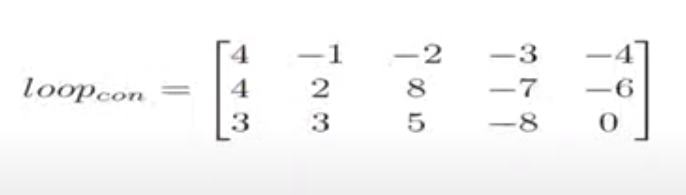 4 −1 −2 −3 −4
loop_con = 4 2 8 −7 −6
3 3 5 −8 0